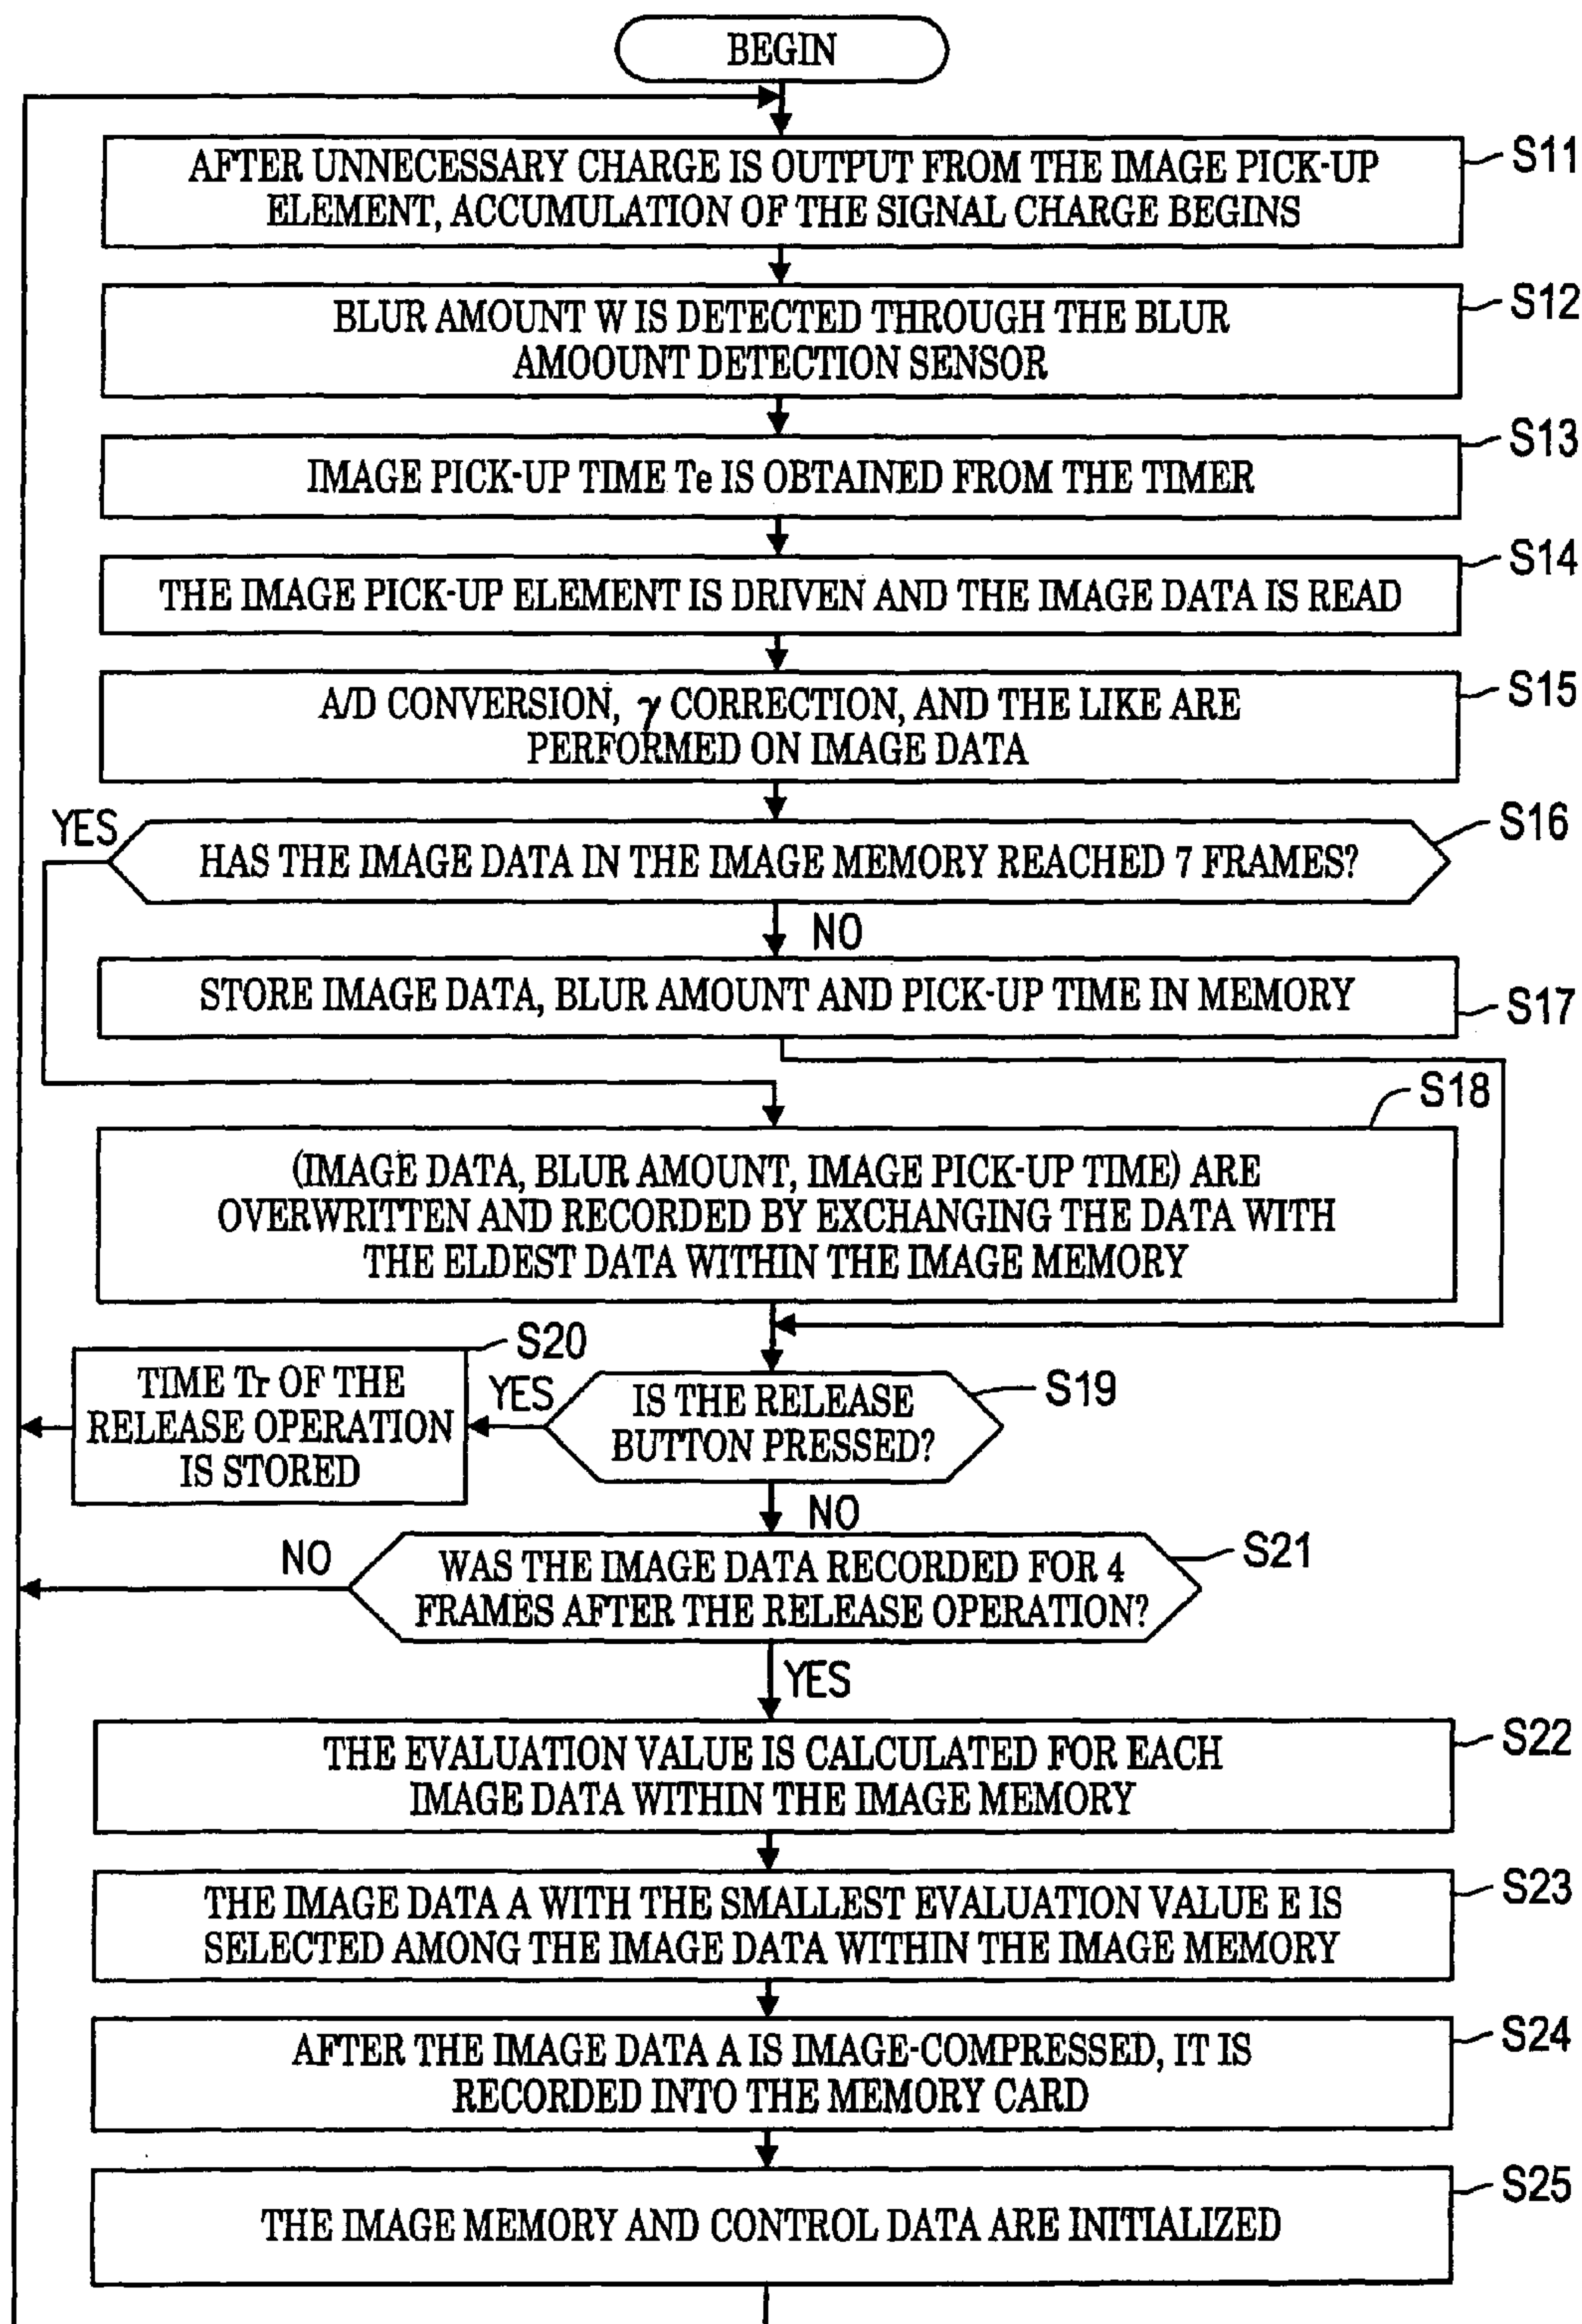 BEGIN
AFTER UNNECESSARY CHARGE IS OUTPUT FROM THE IMAGE PICK-UP
ELEMENT, ACCUMULATION OF THE SIGNAL CHARGE BEGINS
S11
BLUR AMOUNT W IS DETECTED THROUGH THE BLUR
AMOOUNT DETECTION SENSOR
S12
IMAGE PICK-UP TIME Te IS OBTAINED FROM THE TIMER
S13
THE IMAGE PICK-UP ELEMENT IS DRIVEN AND THE IMAGE DATA IS READ
S14
A/D CONVERSION, γ CORRECTION, AND THE LIKE ARE
PERFORMED ON IMAGE DATA
S15
YES
HAS THE IMAGE DATA IN THE IMAGE MEMORY REACHED 7 FRAMES?
S16
NO
STORE IMAGE DATA, BLUR AMOUNT AND PICK-UP TIME IN MEMORY
S17
S18
(IMAGE DATA, BLUR AMOUNT, IMAGE PICK-UP TIME) ARE
OVERWRITTEN AND RECORDED BY EXCHANGING THE DATA WITH
THE ELDEST DATA WITHIN THE IMAGE MEMORY
S20
TIME Tr OF THE
RELEASE OPERATION
IS STORED
YES
IS THE RELEASE
BUTTON PRESSED?
S19
NO
NO
WAS THE IMAGE DATA RECORDED FOR 4
FRAMES AFTER THE RELEASE OPERATION?
S21
YES
THE EVALUATION VALUE IS CALCULATED FOR EACH
IMAGE DATA WITHIN THE IMAGE MEMORY
S22
THE IMAGE DATA A WITH THE SMALLEST EVALUATION VALUE E IS
SELECTED AMONG THE IMAGE DATA WITHIN THE IMAGE MEMORY
S23
AFTER THE IMAGE DATA A IS IMAGE-COMPRESSED, IT IS
RECORDED INTO THE MEMORY CARD
S24
THE IMAGE MEMORY AND CONTROL DATA ARE INITIALIZED
S25